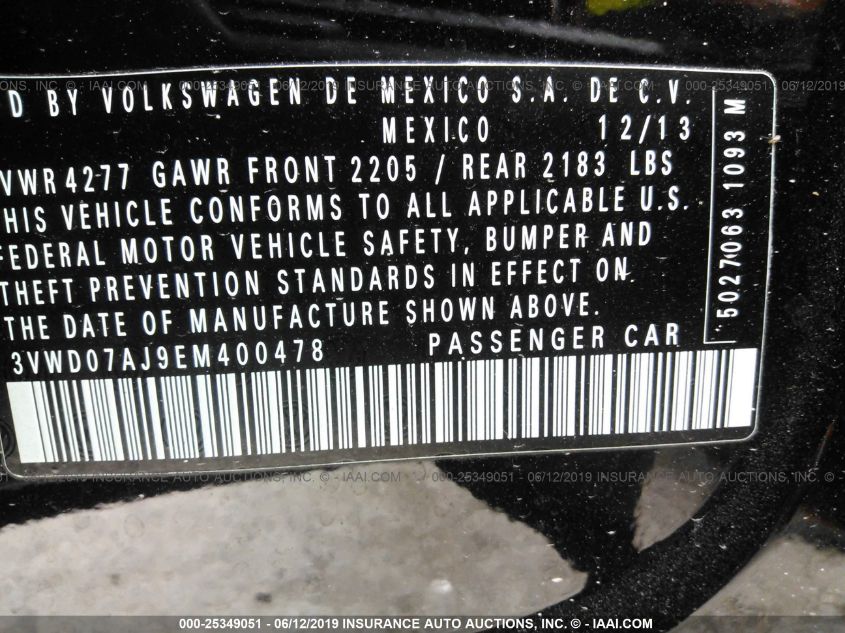 D BY VOLKSWAGEN DE MEXICO S.A. DE C.V.
MEXICO 12/13
VWR 4277 GAWR FRONT 2205 / REAR 2183 LBS
HIS VEHICLE CONFORMS TO ALL APPLICABLE U.S.
FEDERAL MOTOR VEHICLE SAFETY, BUMPER AND
THEFT PREVENTION STANDARDS IN EFFECT ON
THE DATE OF MANUFACTURE SHOWN ABOVE.
3VWD07AJ9EM400478 PASSENGER CAR
5027063 1093 M
000-25349051 - 06/12/2019 INSURANCE AUTO AUCTIONS. - IAAI.COM